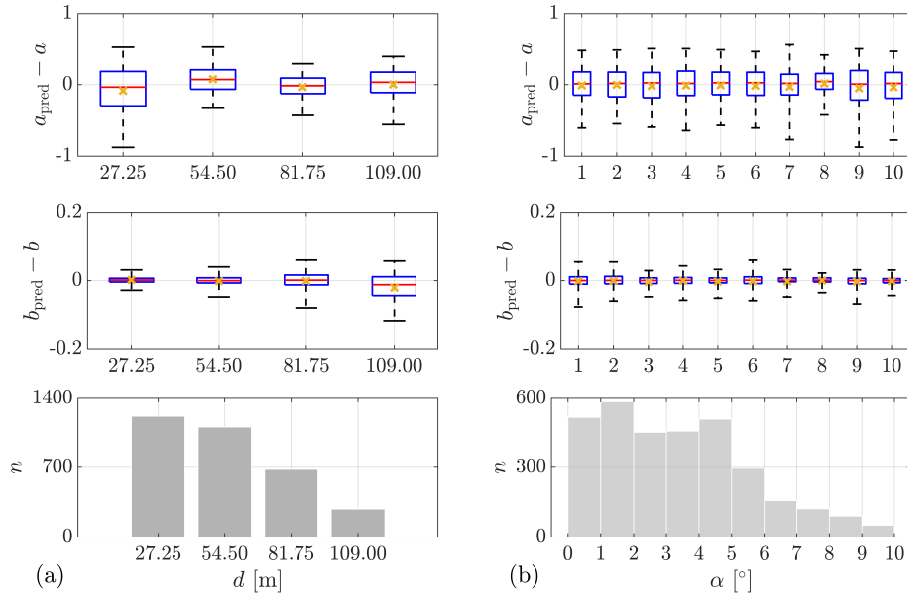 1
0
-1
a_pred − a
27.25 54.50 81.75 109.00
0.2
0
-0.2
b_pred − b
27.25 54.50 81.75 109.00
1400
700
0
n
27.25 54.50 81.75 109.00
(a) d [m]
1
0
-1
a_pred − a
1 2 3 4 5 6 7 8 9 10
0.2
0
-0.2
b_pred − b
1 2 3 4 5 6 7 8 9 10
600
300
0
n
0 1 2 3 4 5 6 7 8 9 10
(b) α [°]